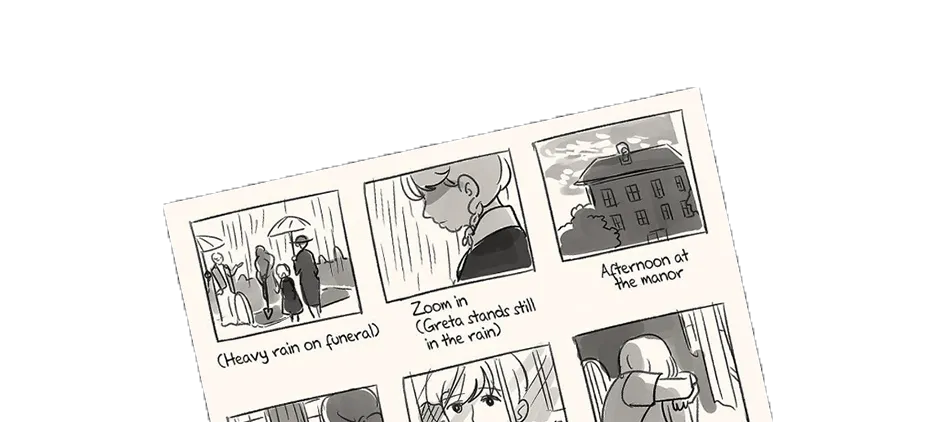 (Heavy rain on funeral)
Zoom in
(Greta stands still
in the rain)
Afternoon at
the manor